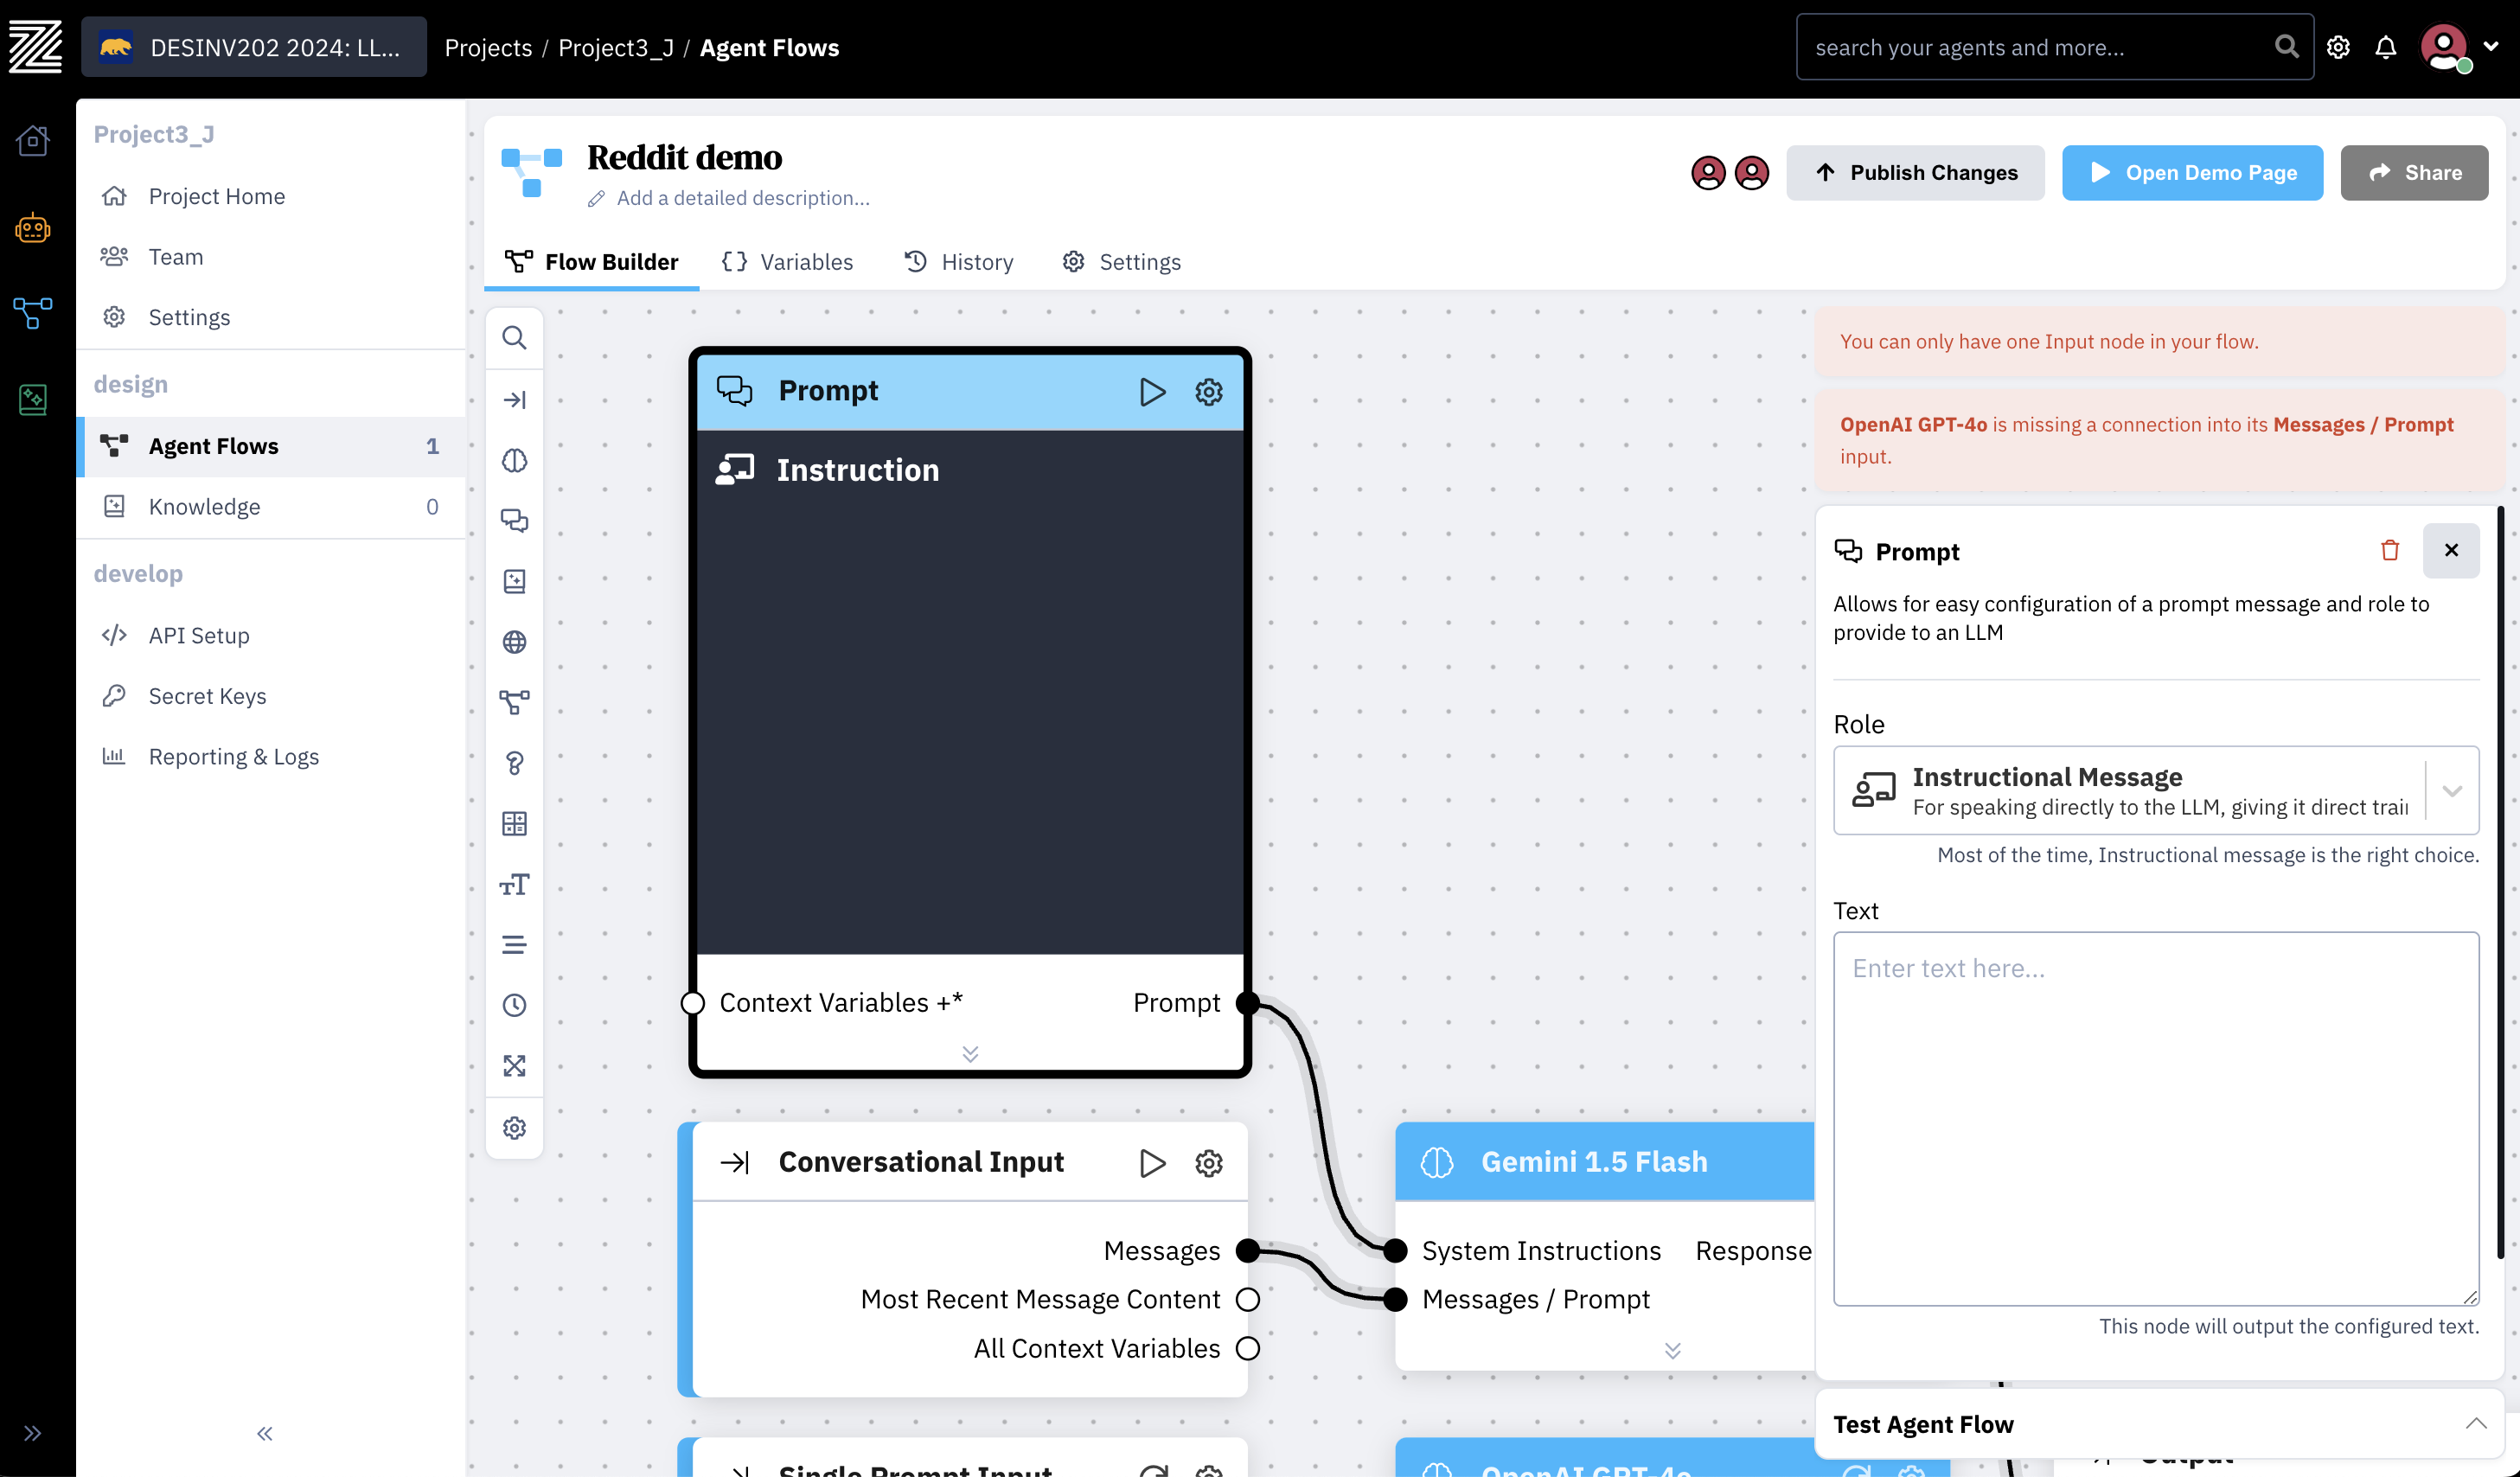 DESINV202 2024: LL...
Projects / Project3_J / Agent Flows
search your agents and more...
Project3_J
Project Home
Team
Settings
design
Agent Flows 1
Knowledge 0
develop
API Setup
Secret Keys
Reporting & Logs
Reddit demo
Add a detailed description...
Publish Changes
Open Demo Page
Share
Flow Builder
Variables
History
Settings
Prompt
Instruction
Context Variables +*
Prompt
Conversational Input
Messages
Most Recent Message Content
All Context Variables
Gemini 1.5 Flash
System Instructions Response
Messages / Prompt
Single Prompt Input
OpenAI GPT-4o
Output
You can only have one Input node in your flow.
OpenAI GPT-4o is missing a connection into its Messages / Prompt
input.
Prompt
Allows for easy configuration of a prompt message and role to
provide to an LLM
Role
Instructional Message
For speaking directly to the LLM, giving it direct trai
Most of the time, Instructional message is the right choice.
Text
Enter text here...
This node will output the configured text.
Test Agent Flow